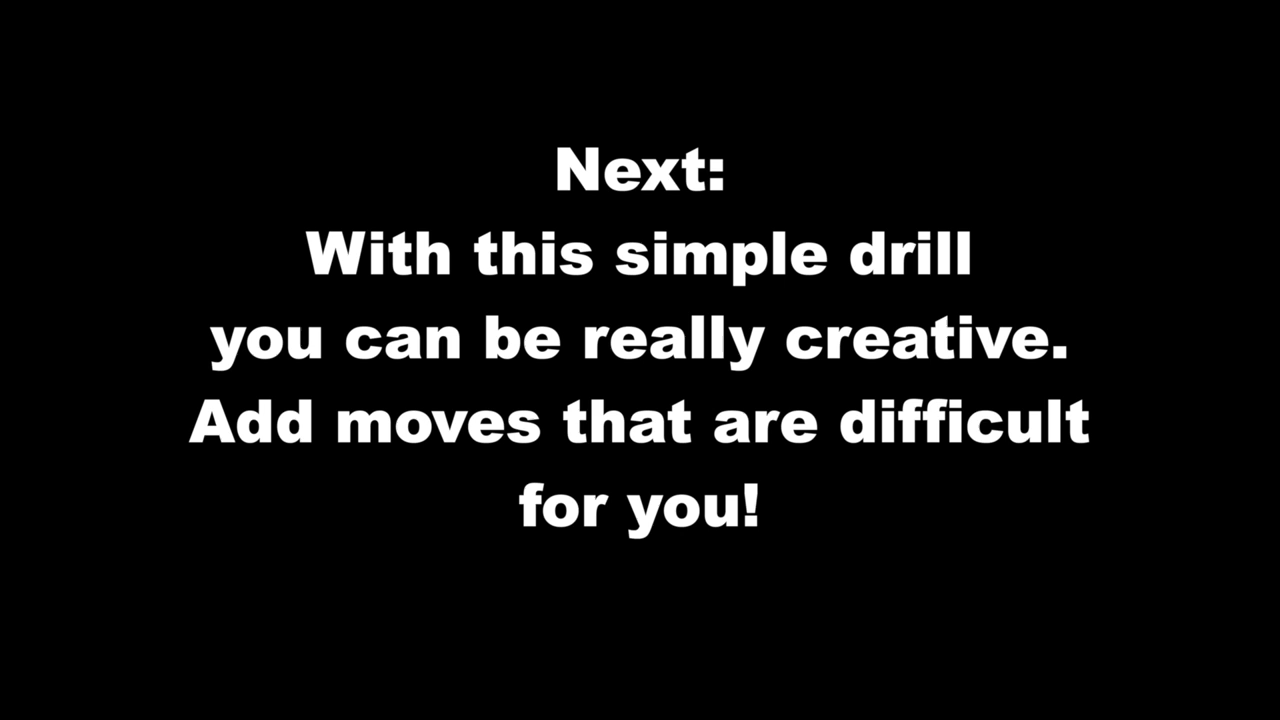 Next:
With this simple drill
you can be really creative.
Add moves that are difficult
for you!